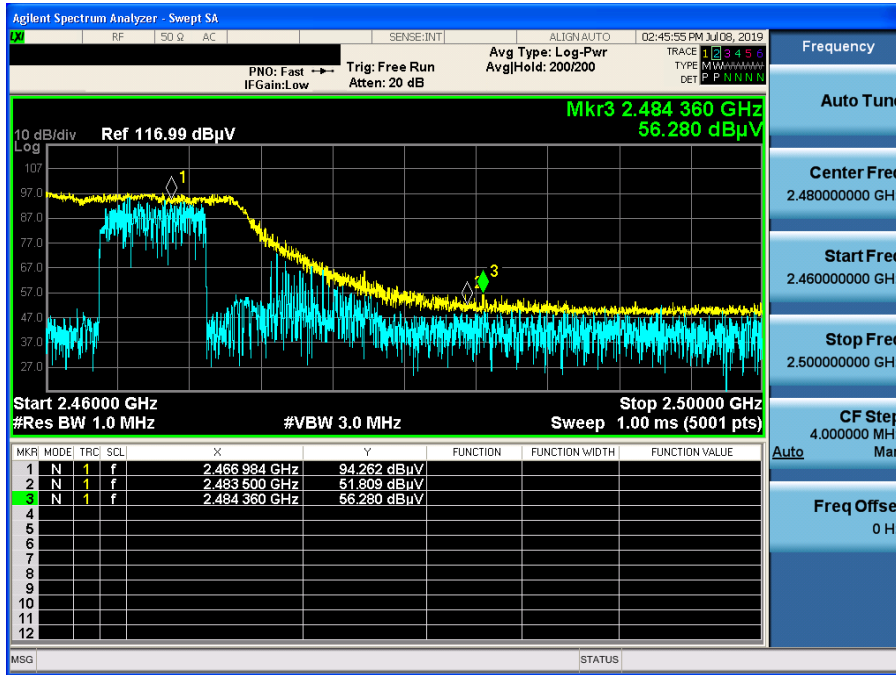 Agilent Spectrum Analyzer - Swept SA
LXI RF 50 Ω AC SENSE:INT ALIGN AUTO 02:45:55 PM Jul 08, 2019
PNO: Fast
IFGain:Low
Trig: Free Run
Atten: 20 dB
Avg Type: Log-Pwr
Avg|Hold: 200/200
TRACE 1 2 3 4 5 6
TYPE M W
DET P P N N N N
Mkr3 2.484 360 GHz
56.280 dBµV
10 dB/div Ref 116.99 dBµV
Log
107
97.0
87.0
77.0
67.0
57.0
47.0
37.0
27.0
1
3
Start 2.46000 GHz Stop 2.50000 GHz
#Res BW 1.0 MHz #VBW 3.0 MHz Sweep 1.00 ms (5001 pts)
MKR MODE TRC SCL X Y FUNCTION FUNCTION WIDTH FUNCTION VALUE
1 N 1 f 2.466 984 GHz 94.262 dBµV
2 N 1 f 2.483 500 GHz 51.809 dBµV
3 N 1 f 2.484 360 GHz 56.280 dBµV
4
5
6
7
8
9
10
11
12
MSG STATUS
Frequency
Auto Tun
Center Fre
2.480000000 GH
Start Fre
2.460000000 GH
Stop Fre
2.500000000 GH
CF Step
4.000000 MH
Auto Ma
Freq Offse
0 H